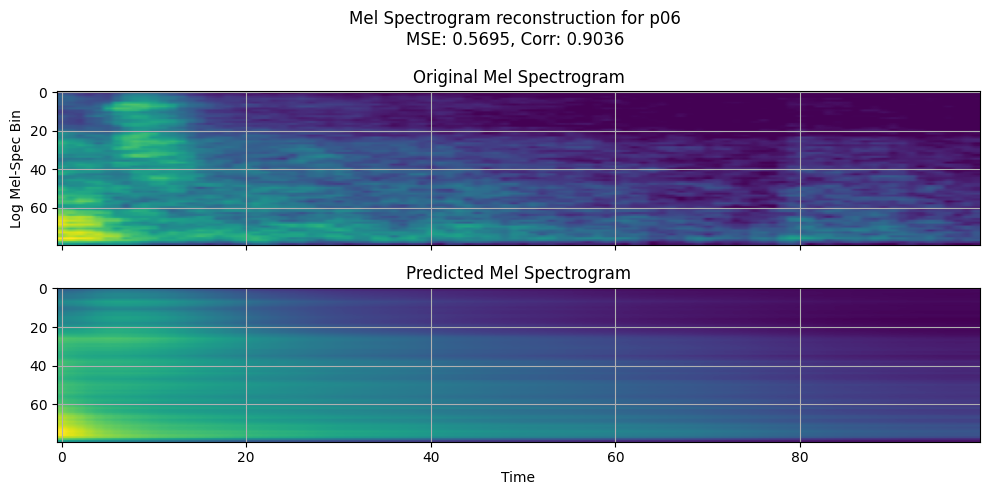 Mel Spectrogram reconstruction for p06
MSE: 0.5695, Corr: 0.9036
Original Mel Spectrogram
Log Mel-Spec Bin
0
20
40
60
Predicted Mel Spectrogram
0
20
40
60
0 20 40 60 80
Time